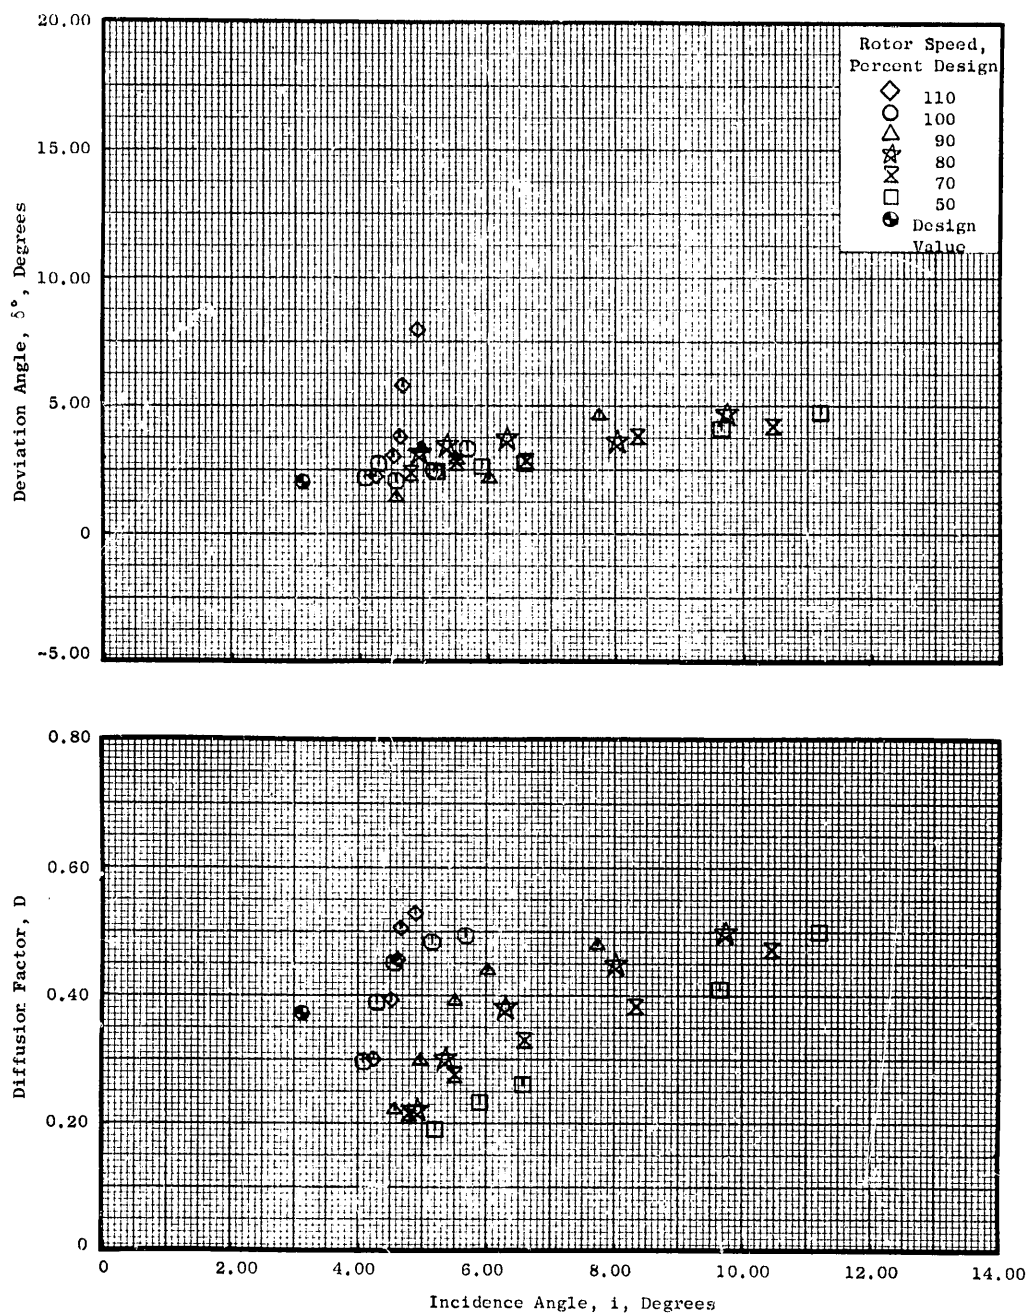 20.00
15.00
10.00
5.00
0
-5.00
Deviation Angle, δ°, Degrees
Rotor Speed,
Percent Design
110
100
90
80
70
50
Design
Value
0.80
0.60
0.40
0.20
0
Diffusion Factor, D
0 2.00 4.00 6.00 8.00 10.00 12.00 14.00
Incidence Angle, i, Degrees